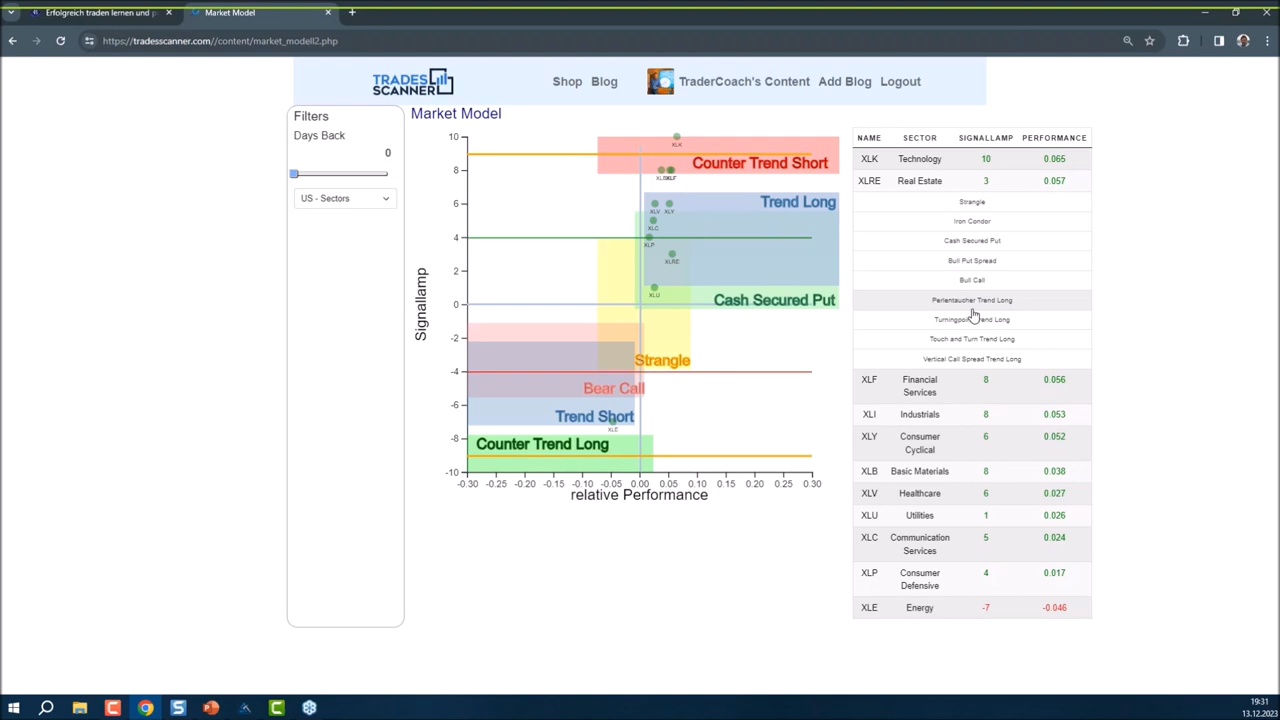 Erfolgreich traden lernen und p
Market Model
https://tradesscanner.com//content/market_modell2.php
TRADES
SCANNER
Shop
Blog
TraderCoach's Content
Add Blog
Logout
Filters
Days Back
0
US - Sectors
Market Model
10
8
6
4
2
0
-2
-4
-6
-8
-10
Signallamp
XLK
Counter Trend Short
XLF
Trend Long
XLV
XLY
XLC
XLP
XLRE
XLU
Cash Secured Put
Strangle
Bear Call
Trend Short
XLE
Counter Trend Long
-0.30 -0.25 -0.20 -0.15 -0.10 -0.05 0.00 0.05 0.10 0.15 0.20 0.25 0.30
relative Performance
NAME SECTOR SIGNALLAMP PERFORMANCE
XLK Technology 10 0.065
XLRE Real Estate 3 0.057
Strangle
Iron Condor
Cash Secured Put
Bull Put Spread
Bull Call
Perlentaucher Trend Long
Turningpoint Trend Long
Touch and Turn Trend Long
Vertical Call Spread Trend Long
XLF Financial Services 8 0.056
XLI Industrials 8 0.053
XLY Consumer Cyclical 6 0.052
XLB Basic Materials 8 0.038
XLV Healthcare 6 0.027
XLU Utilities 1 0.026
XLC Communication Services 5 0.024
XLP Consumer Defensive 4 0.017
XLE Energy -7 -0.046
19:31
13.12.2023